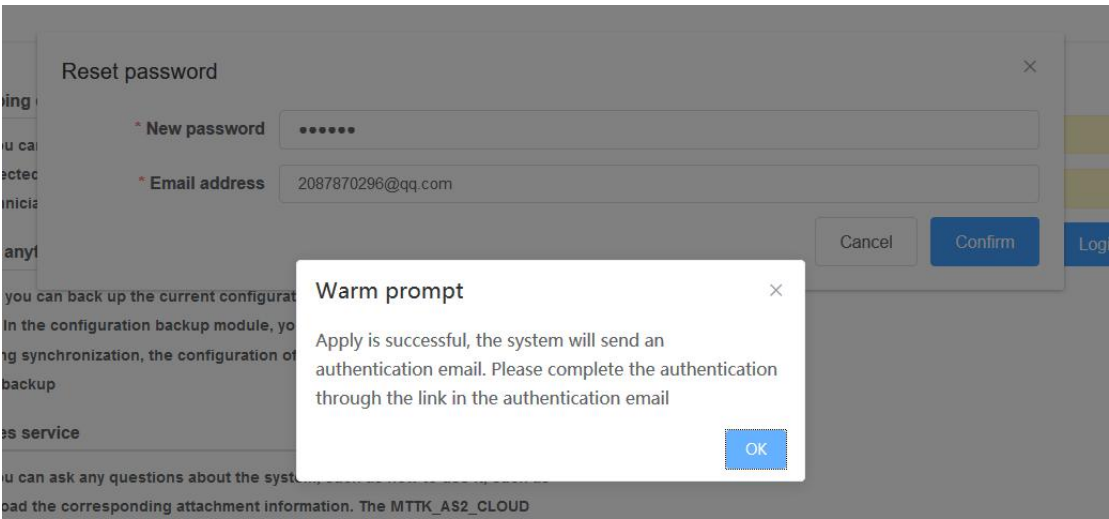 Reset password
* New password
* Email address 2087870296@qq.com
Cancel Confirm
anyt
you can back up the current configurat
In the configuration backup module, yo
ng synchronization, the configuration of
backup
es service
u can ask any questions about the syst
oad the corresponding attachment information. The MTTK_AS2_CLOUD
Warm prompt
Apply is successful, the system will send an
authentication email. Please complete the authentication
through the link in the authentication email
OK